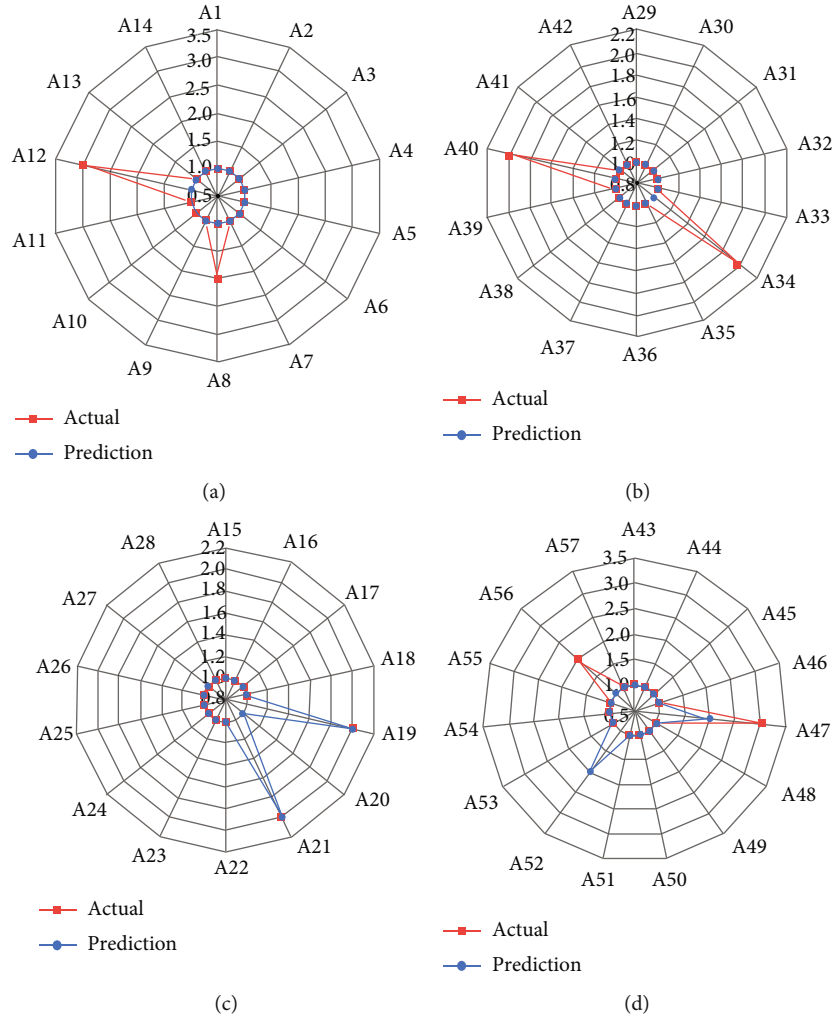 A1
A2
A3
A4
A5
A6
A7
A8
A9
A10
A11
A12
A13
A14
3.5
3.0
2.5
2.0
1.5
1.0
0.5
Actual
Prediction
(a)
A29
A30
A31
A32
A33
A34
A35
A36
A37
A38
A39
A40
A41
A42
2.2
2.0
1.8
1.6
1.4
1.2
1.0
0.8
Actual
Prediction
(b)
A15
A16
A17
A18
A19
A20
A21
A22
A23
A24
A25
A26
A27
A28
2.2
2.0
1.8
1.6
1.4
1.2
1.0
0.8
Actual
Prediction
(c)
A43
A44
A45
A46
A47
A48
A49
A50
A51
A52
A53
A54
A55
A56
A57
3.5
3.0
2.5
2.0
1.5
1.0
0.5
Actual
Prediction
(d)